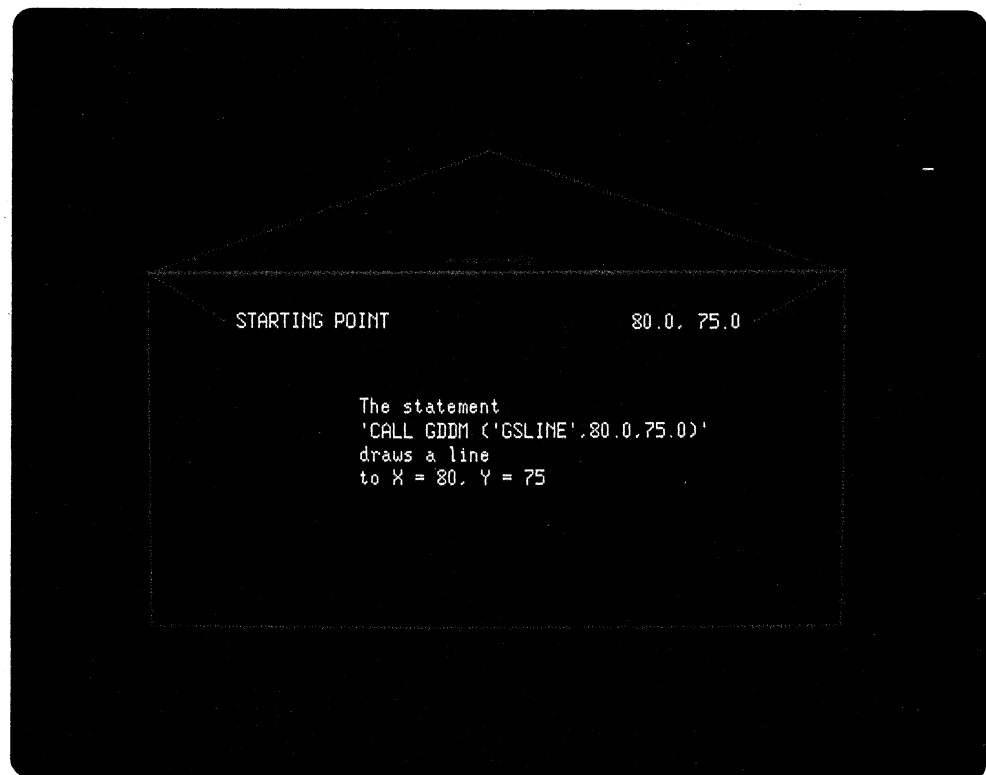 STARTING POINT 80.0, 75.0
The statement
'CALL GDDM ('GSLINE',80.0,75.0)'
draws a line
to X = 80, Y = 75